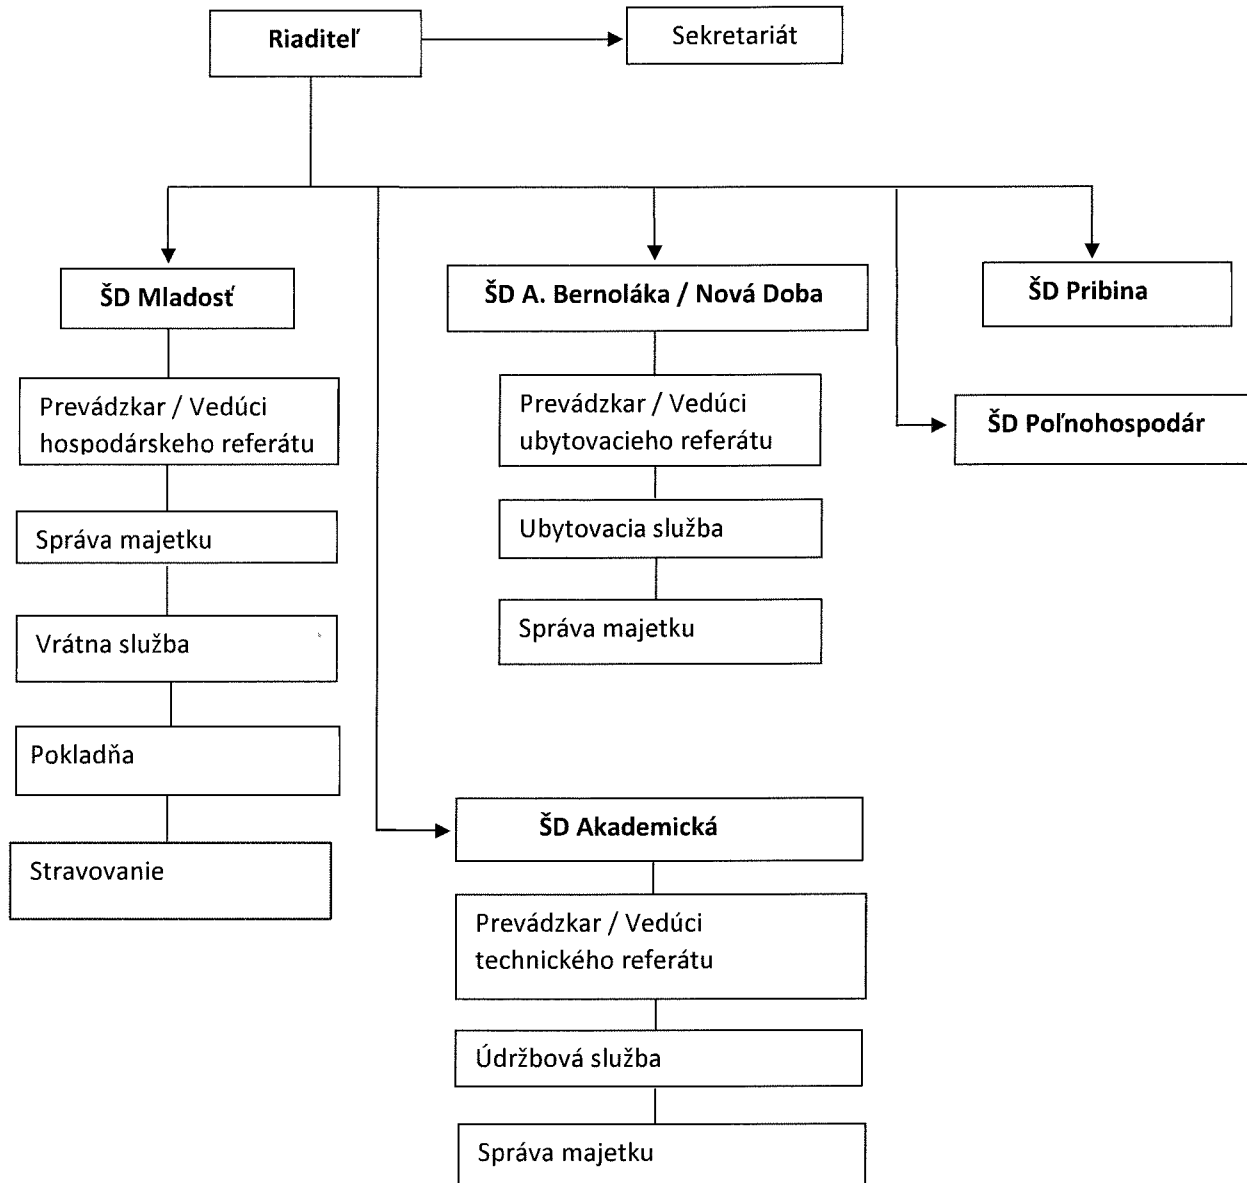 Riaditeľ
Sekretariát
ŠD Mladosť
ŠD A. Bernoláka / Nová Doba
ŠD Pribina
Prevádzkar / Vedúci
hospodárskeho referátu
Prevádzkar / Vedúci
ubytovacieho referátu
ŠD Poľnohospodár
Správa majetku
Ubytovacia služba
Vrátna služba
Správa majetku
Pokladňa
Stravovanie
ŠD Akademická
Prevádzkar / Vedúci
technického referátu
Údržbová služba
Správa majetku